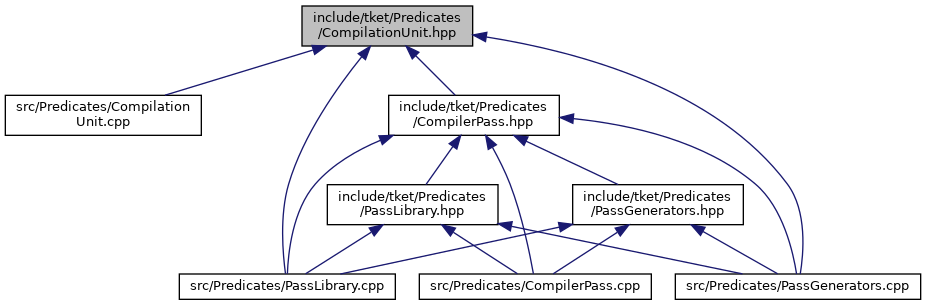 include/tket/Predicates
/CompilationUnit.hpp
src/Predicates/Compilation
Unit.cpp
include/tket/Predicates
/CompilerPass.hpp
include/tket/Predicates
/PassLibrary.hpp
include/tket/Predicates
/PassGenerators.hpp
src/Predicates/PassLibrary.cpp
src/Predicates/CompilerPass.cpp
src/Predicates/PassGenerators.cpp